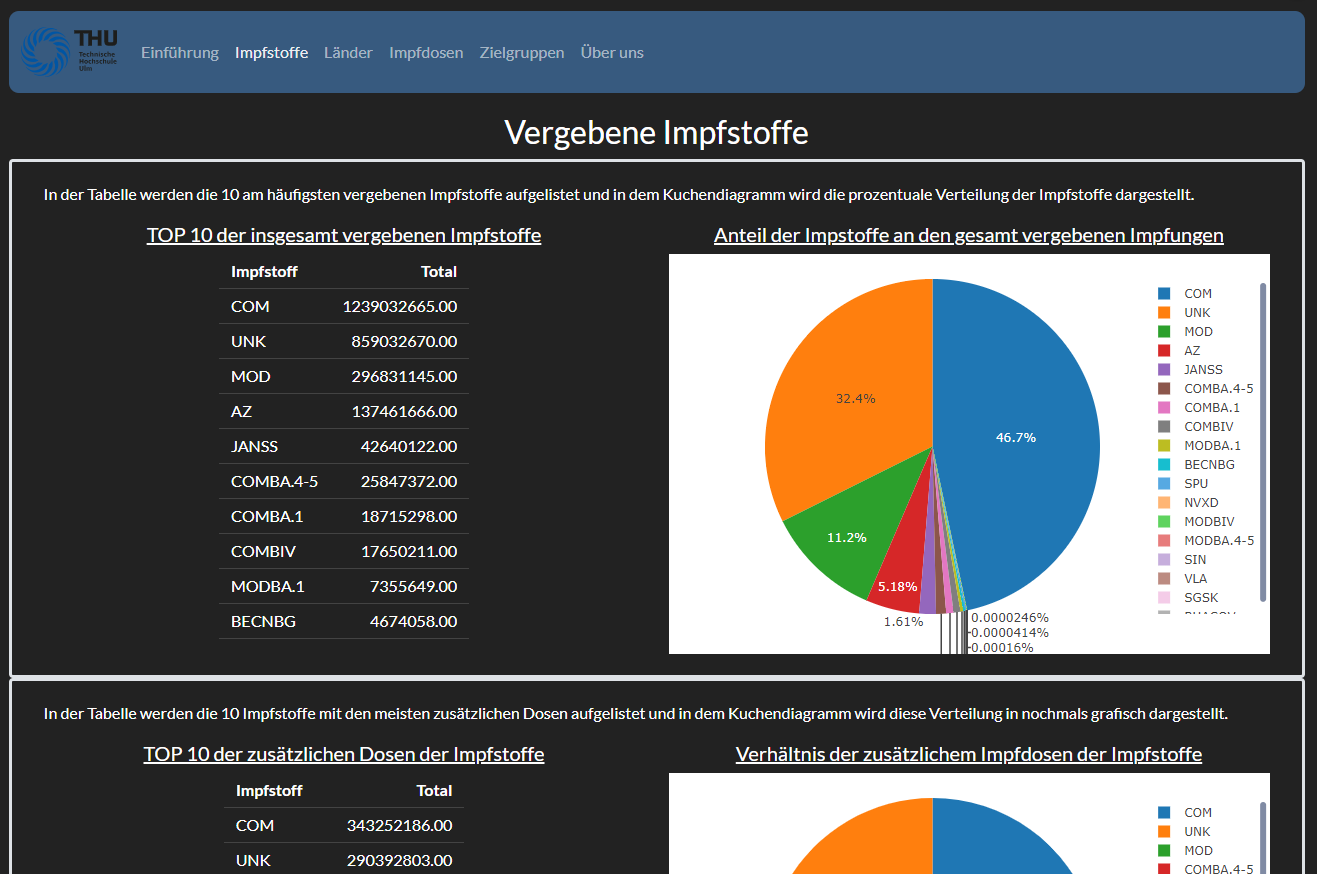 THU
Technische
Hochschule
Ulm
Einführung Impfstoffe Länder Impfdosen Zielgruppen Über uns
Vergebene Impfstoffe
In der Tabelle werden die 10 am häufigsten vergebenen Impfstoffe aufgelistet und in dem Kuchendiagramm wird die prozentuale Verteilung der Impfstoffe dargestellt.
TOP 10 der insgesamt vergebenen Impfstoffe
Impfstoff Total
COM 1239032665.00
UNK 859032670.00
MOD 296831145.00
AZ 137461666.00
JANSS 42640122.00
COMBA.4-5 25847372.00
COMBA.1 18715298.00
COMBIV 17650211.00
MODBA.1 7355649.00
BECNBG 4674058.00
Anteil der Impstoffe an den gesamt vergebenen Impfungen
32.4%
46.7%
11.2%
5.18%
1.61%
0.0000246%
0.0000414%
0.00016%
COM
UNK
MOD
AZ
JANSS
COMBA.4-5
COMBA.1
COMBIV
MODBA.1
BECNBG
SPU
NVXD
MODBIV
MODBA.4-5
SIN
VLA
SGSK
In der Tabelle werden die 10 Impfstoffe mit den meisten zusätzlichen Dosen aufgelistet und in dem Kuchendiagramm wird diese Verteilung in nochmals grafisch dargestellt.
TOP 10 der zusätzlichen Dosen der Impfstoffe
Impfstoff Total
COM 343252186.00
UNK 290392803.00
Verhältnis der zusätzlichem Impfdosen der Impfstoffe
COM
UNK
MOD
COMBA.4-5